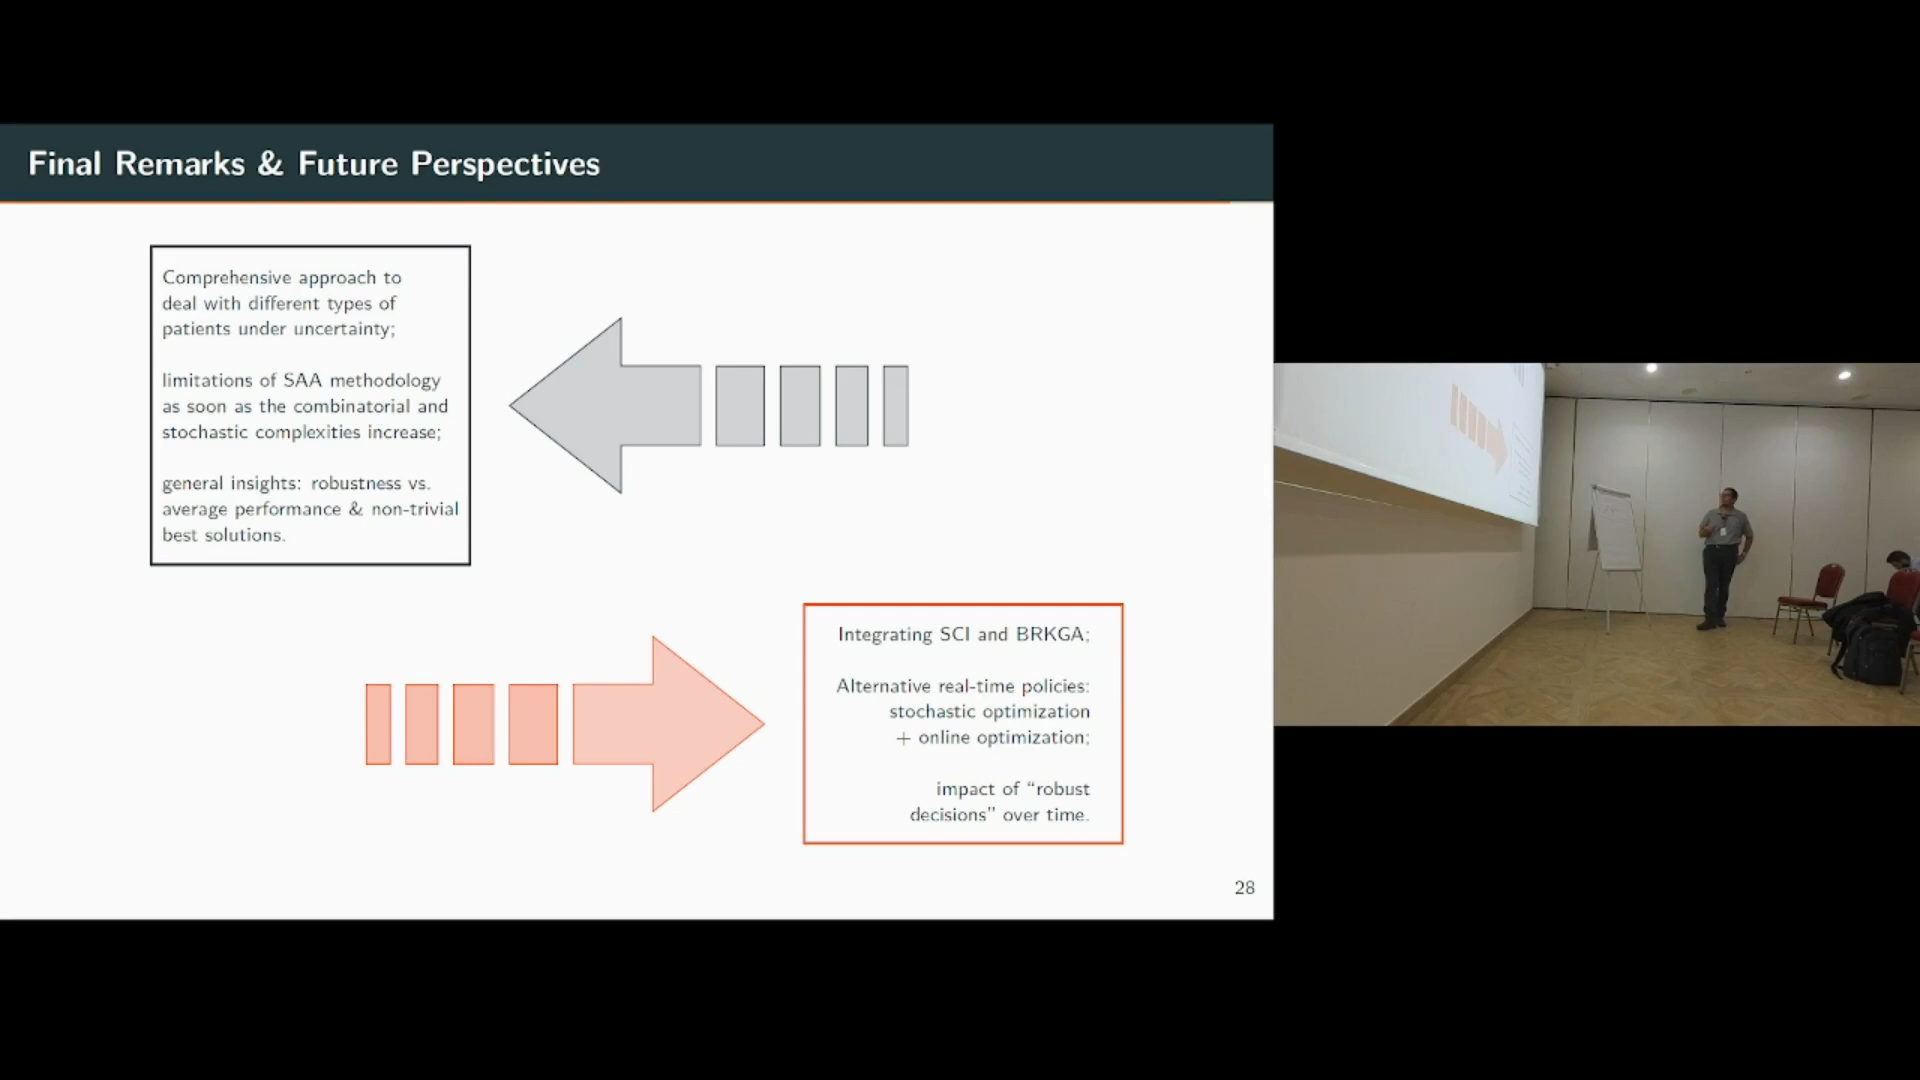 Final Remarks & Future Perspectives
Comprehensive approach to
deal with different types of
patients under uncertainty;
limitations of SAA methodology
as soon as the combinatorial and
stochastic complexities increase;
general insights: robustness vs.
average performance & non-trivial
best solutions.
Integrating SCI and BRKGA;
Alternative real-time policies:
stochastic optimization
+ online optimization;
impact of “robust
decisions” over time.
28